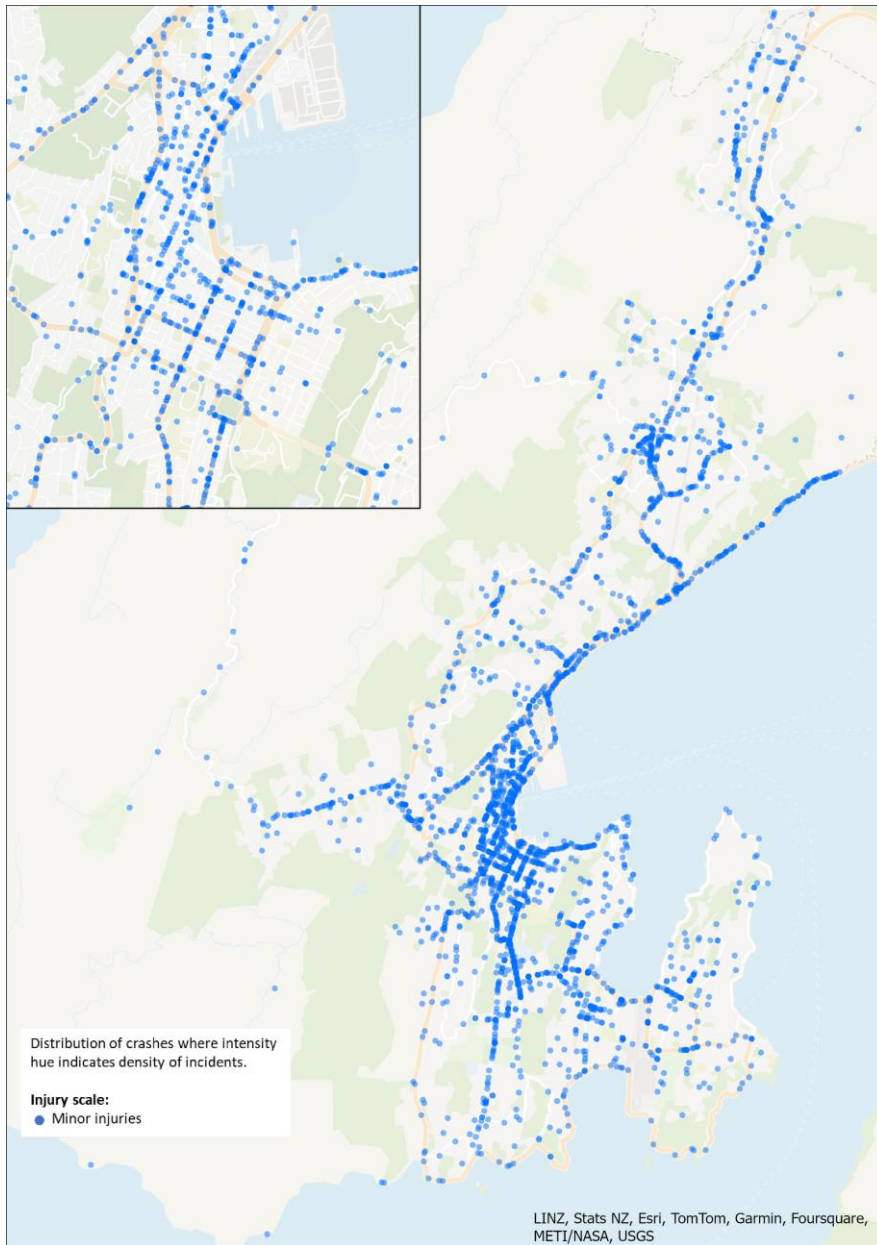 Distribution of crashes where intensity
hue indicates density of incidents.
Injury scale:
Minor injuries
LINZ, Stats NZ, Esri, TomTom, Garmin, Foursquare,
METI/NASA, USGS